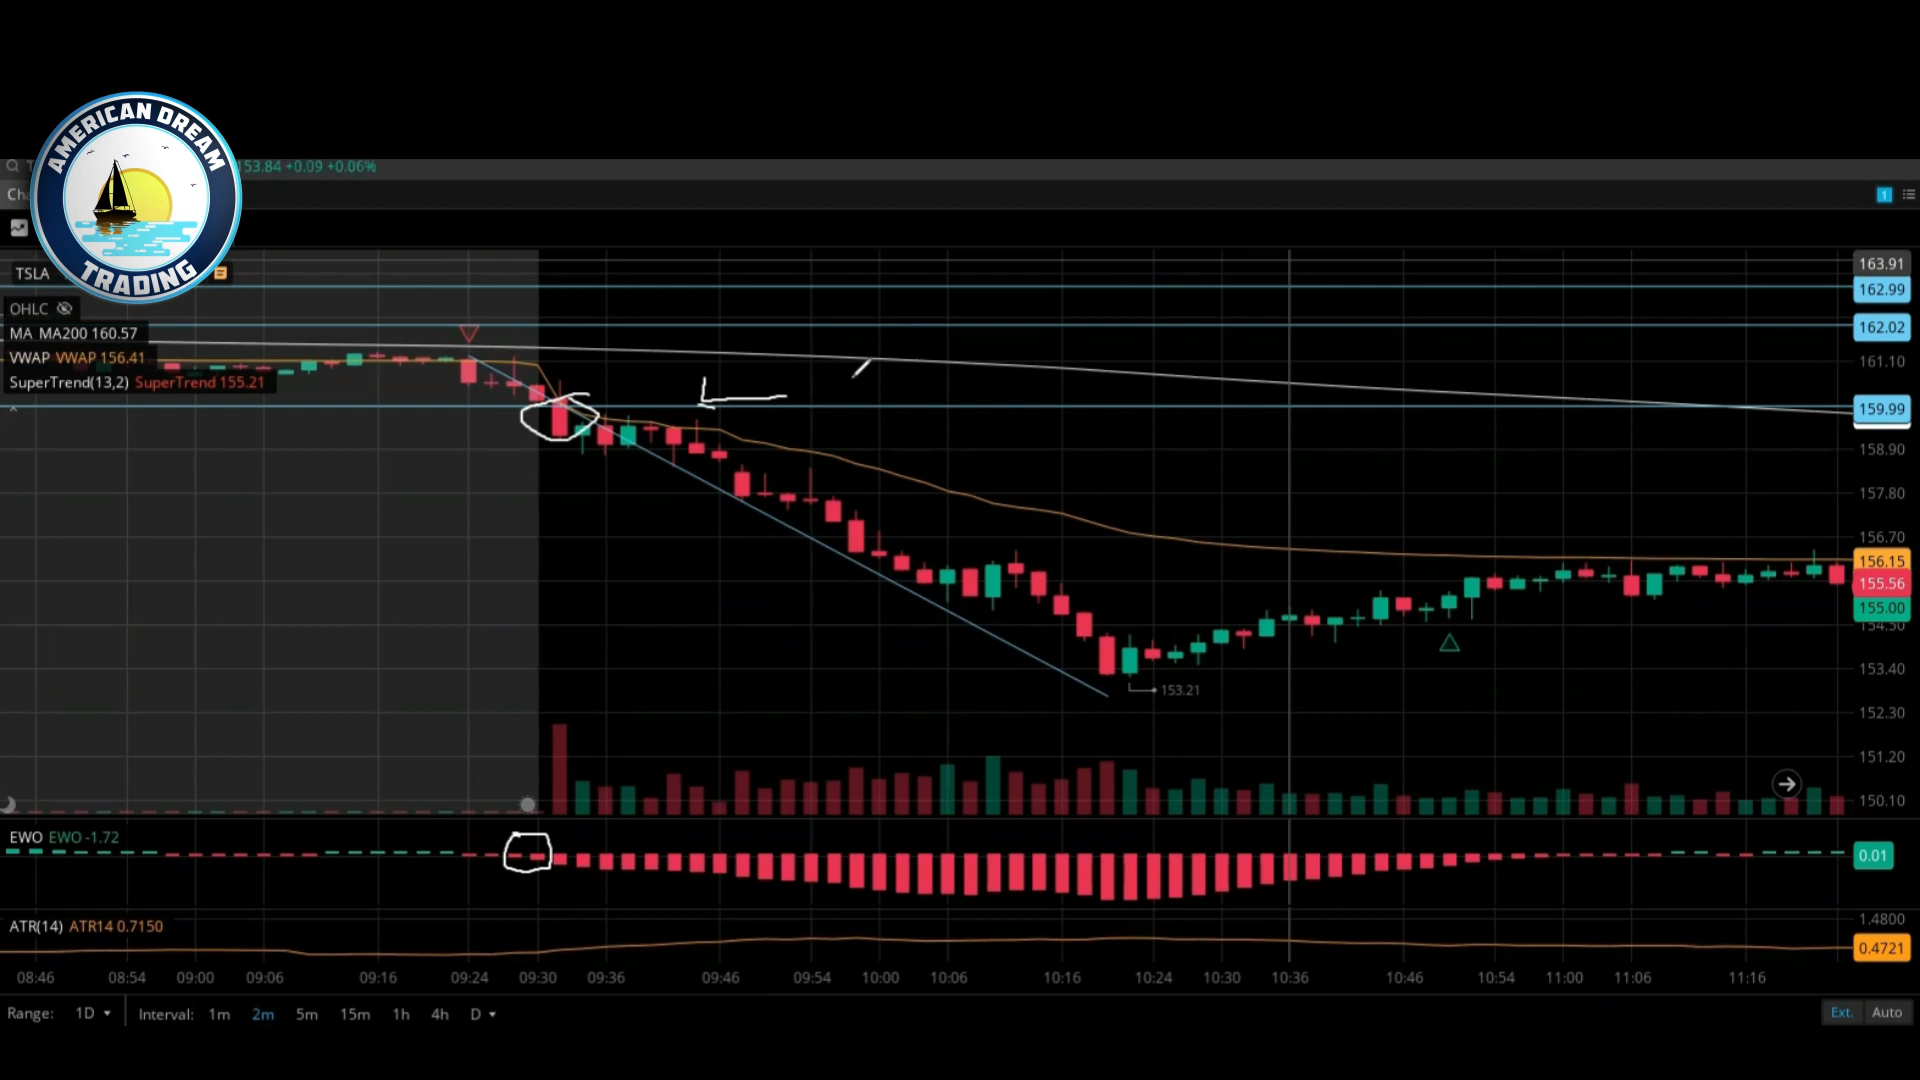 AMERICAN DREAM
TRADING
153.84 +0.09 +0.06%
1
TSLA
OHLC
MA MA200 160.57
VWAP VWAP 156.41
SuperTrend(13,2) SuperTrend 155.21
163.91
162.99
162.02
161.10
159.99
158.90
157.80
156.70
156.15
155.56
155.00
154.50
153.40
153.21
152.30
151.20
150.10
EWO EWO -1.72
0.01
ATR(14) ATR14 0.7150
1.4800
0.4721
08:46 08:54 09:00 09:06 09:16 09:24 09:30 09:36 09:46 09:54 10:00 10:06 10:16 10:24 10:30 10:36 10:46 10:54 11:00 11:06 11:16
Range: 1D Interval: 1m 2m 5m 15m 1h 4h D Ext. Auto